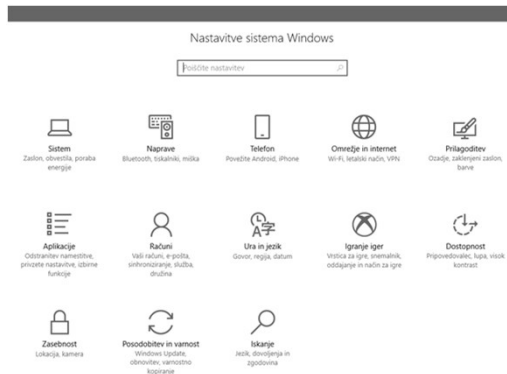 Nastavitve sistema Windows
Poiščite nastavitev
Sistem
Zaslon, obvestila, poraba
energije
Naprave
Bluetooth, tiskalniki, miška
Telefon
Povežite Android, iPhone
Omrežje in internet
Wi-Fi, letalski način, VPN
Prilagoditev
Ozadje, zaklenjeni zaslon,
barve
Aplikacije
Odstranitev namestitve,
privzete nastavitve, izbirne
funkcije
Računi
Vaši računi, e-pošta,
sinhroniziranje, služba,
družina
Ura in jezik
Govor, regija, datum
Igranje iger
Vrstica za igre, snemalnik,
oddajanje in način za igre
Dostopnost
Pripovedovalec, lupa, visok
kontrast
Zasebnost
Lokacija, kamera
Posodobitev in varnost
Windows Update,
obnovitev, varnostno
kopiranje
Iskanje
Jezik, dovoljenja in
zgodovina